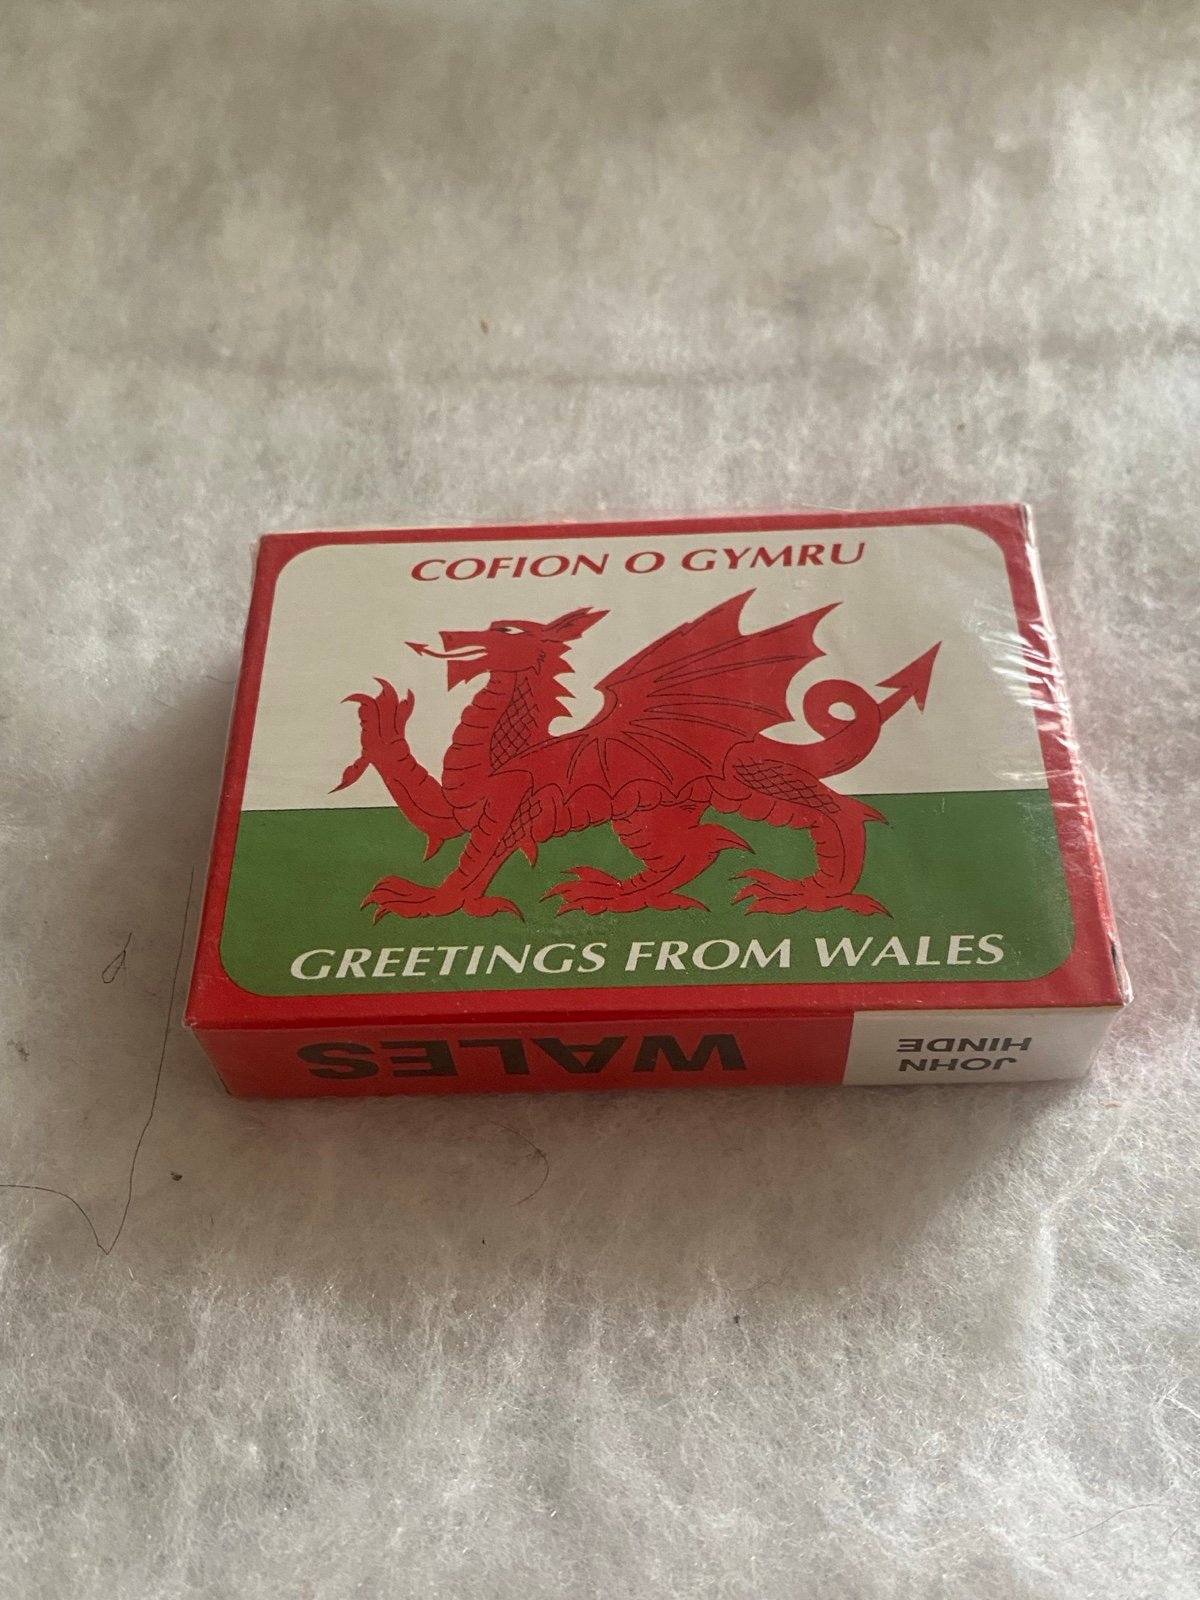 COFION O GYMRU
GREETINGS FROM WALES
WALES
JOHN
HINDE